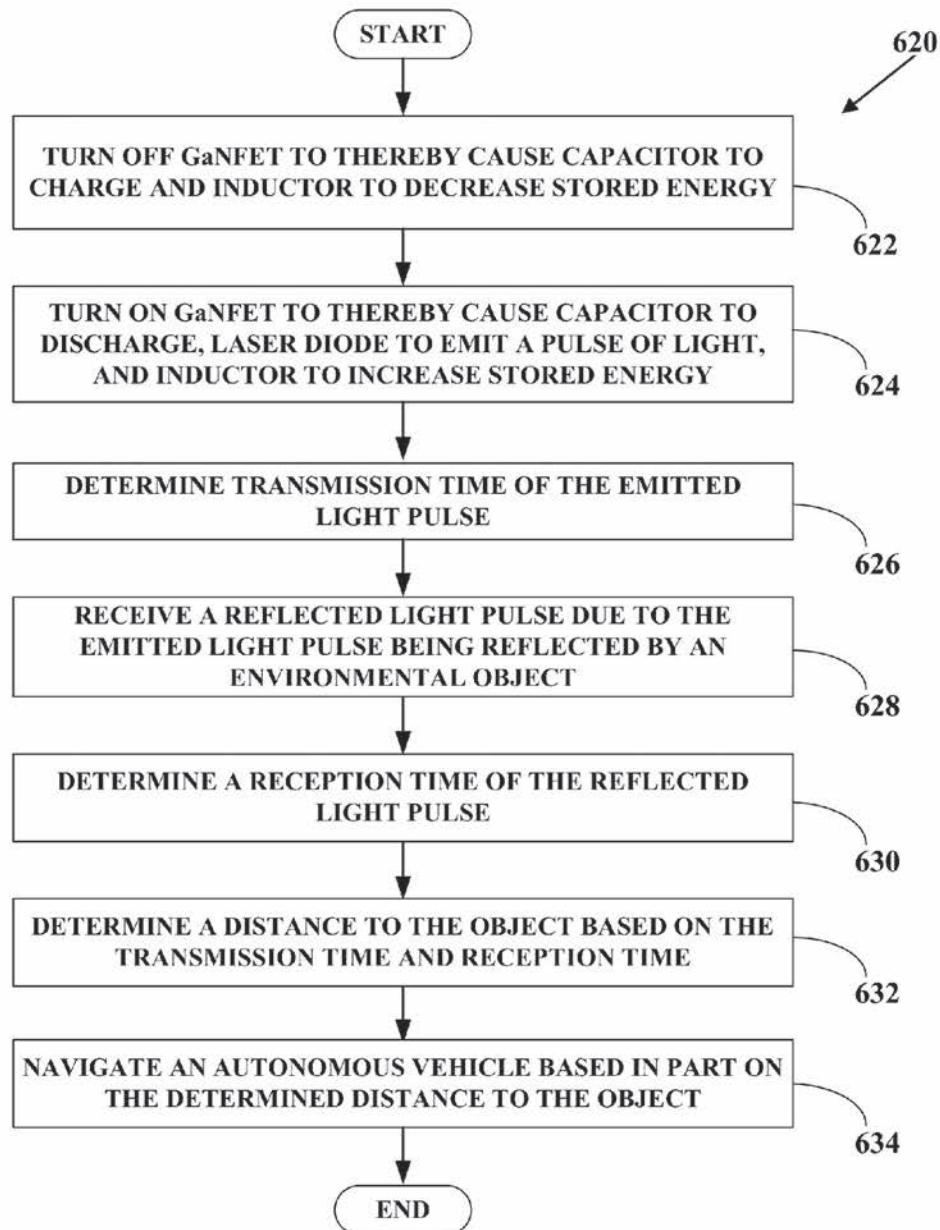 START
620
TURN OFF GaNFET TO THEREBY CAUSE CAPACITOR TO
CHARGE AND INDUCTOR TO DECREASE STORED ENERGY
622
TURN ON GaNFET TO THEREBY CAUSE CAPACITOR TO
DISCHARGE, LASER DIODE TO EMIT A PULSE OF LIGHT,
AND INDUCTOR TO INCREASE STORED ENERGY
624
DETERMINE TRANSMISSION TIME OF THE EMITTED
LIGHT PULSE
626
RECEIVE A REFLECTED LIGHT PULSE DUE TO THE
EMITTED LIGHT PULSE BEING REFLECTED BY AN
ENVIRONMENTAL OBJECT
628
DETERMINE A RECEPTION TIME OF THE REFLECTED
LIGHT PULSE
630
DETERMINE A DISTANCE TO THE OBJECT BASED ON THE
TRANSMISSION TIME AND RECEPTION TIME
632
NAVIGATE AN AUTONOMOUS VEHICLE BASED IN PART ON
THE DETERMINED DISTANCE TO THE OBJECT
634
END